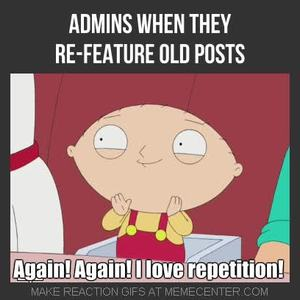 ADMINS WHEN THEY
RE-FEATURE OLD POSTS
Again! Again! I love repetition!
MAKE REACTION GIFS AT MEMECENTER.COM